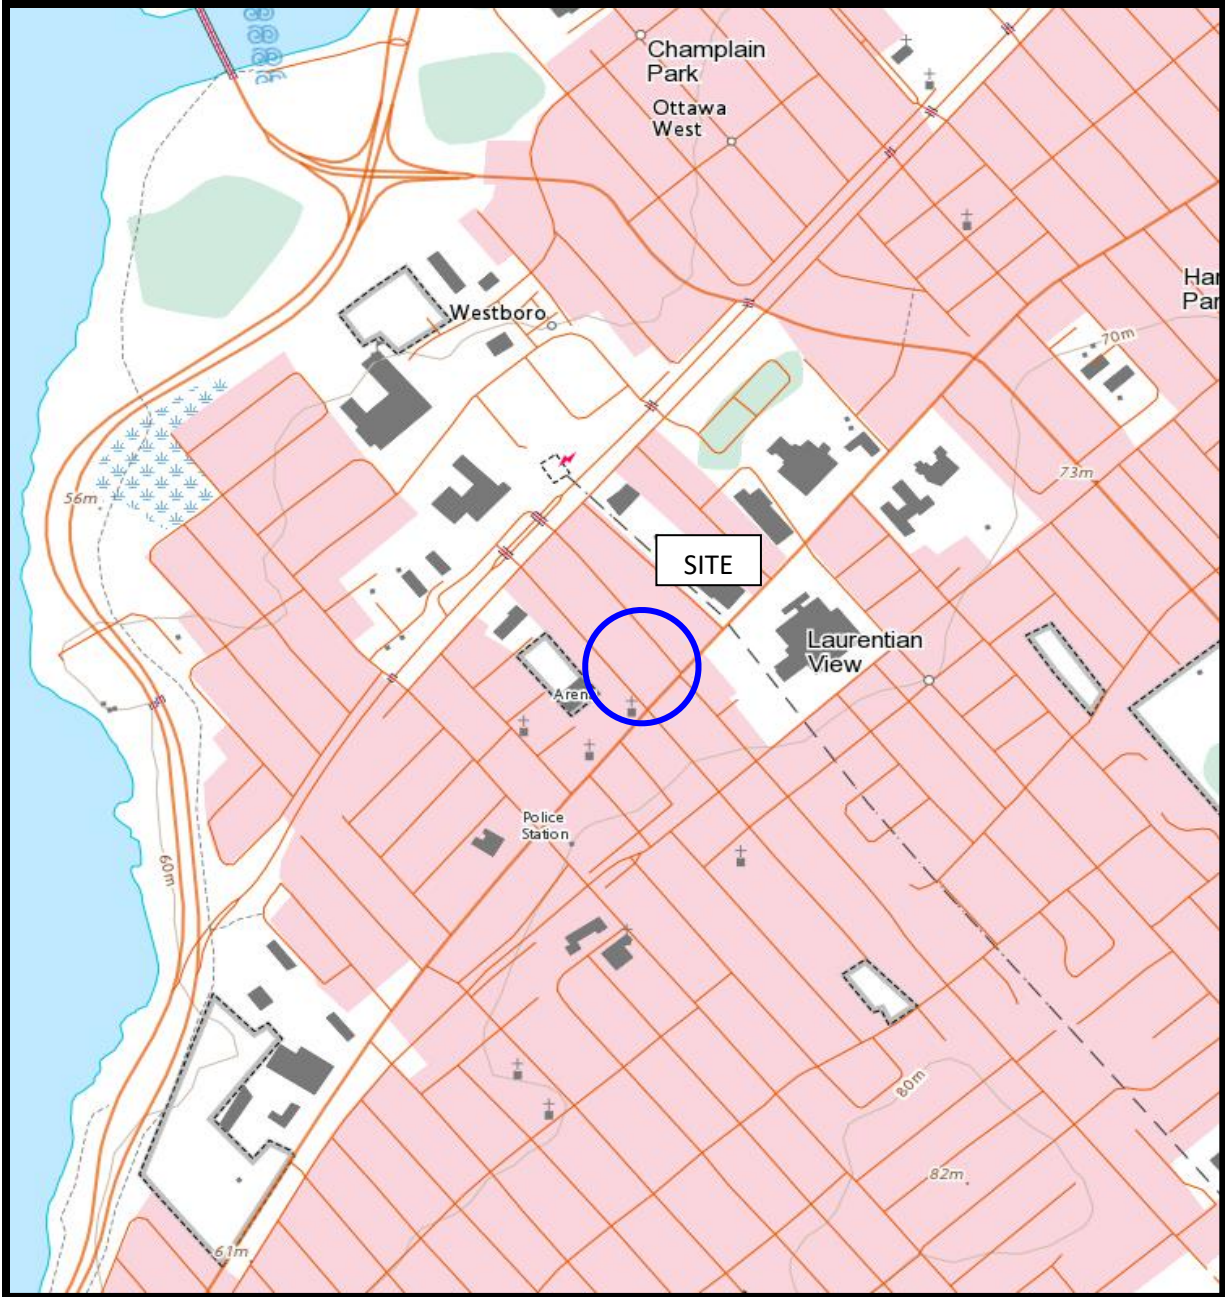 Champlain
Park
Ottawa
West
Har
Par
Westboro
70m
73m
56m
SITE
Laurentian
View
Aren
Police
Station
60m
80m
82m
61m